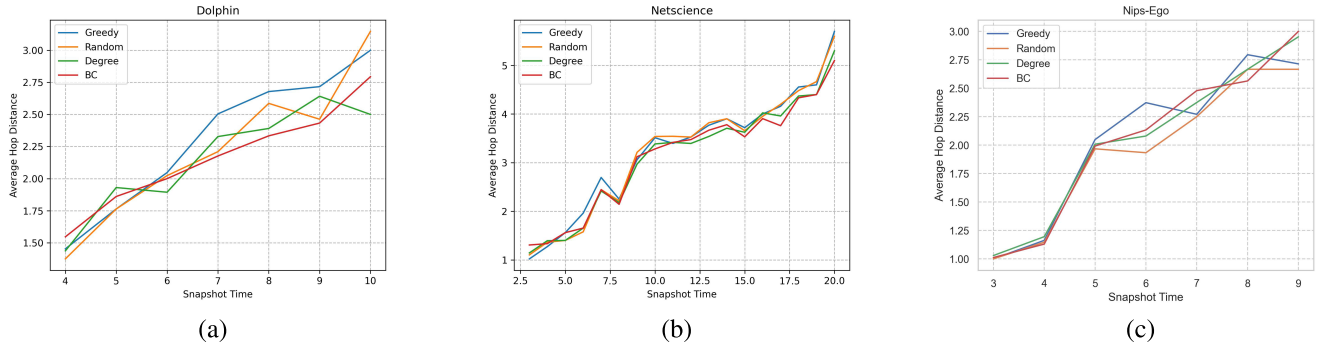 Dolphin
Greedy
Random
Degree
BC
3.00
2.75
2.50
2.25
2.00
1.75
1.50
Average Hop Distance
4 5 6 7 8 9 10
Snapshot Time
(a)
Netscience
Greedy
Random
Degree
BC
5
4
3
2
1
Average Hop Distance
2.5 5.0 7.5 10.0 12.5 15.0 17.5 20.0
Snapshot Time
(b)
Nips-Ego
Greedy
Random
Degree
BC
3.00
2.75
2.50
2.25
2.00
1.75
1.50
1.25
1.00
Average Hop Distance
3 4 5 6 7 8 9
Snapshot Time
(c)